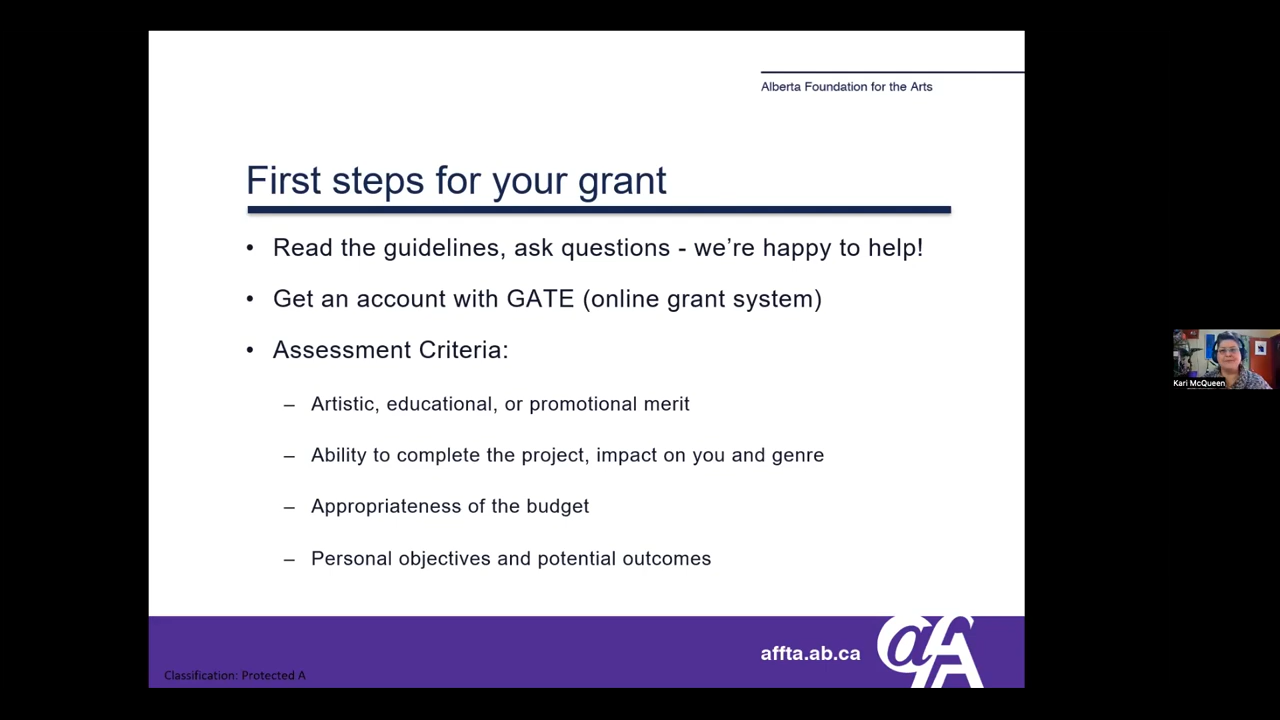 Alberta Foundation for the Arts
First steps for your grant
• Read the guidelines, ask questions - we’re happy to help!
• Get an account with GATE (online grant system)
• Assessment Criteria:
– Artistic, educational, or promotional merit
– Ability to complete the project, impact on you and genre
– Appropriateness of the budget
– Personal objectives and potential outcomes
Kari McQueen
affta.ab.ca
afA
Classification: Protected A